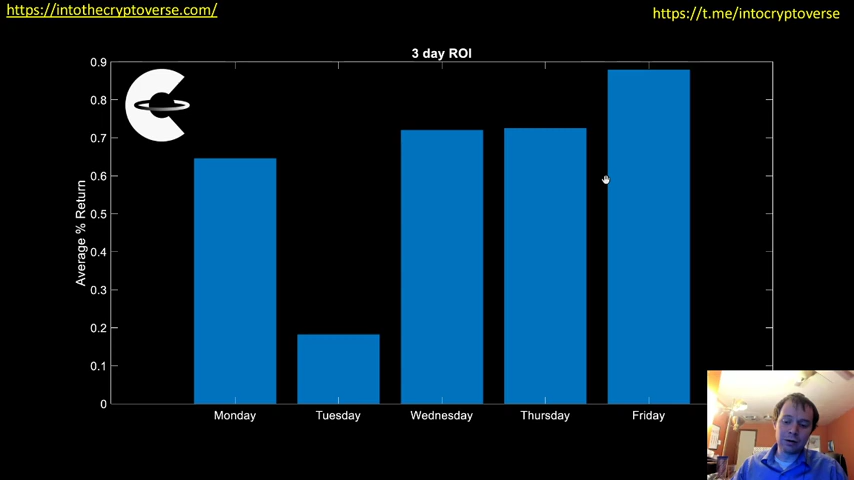 https://intothecryptoverse.com/
https://t.me/intocryptoverse
3 day ROI
Average % Return
0.9
0.8
0.7
0.6
0.5
0.4
0.3
0.2
0.1
0
Monday Tuesday Wednesday Thursday Friday